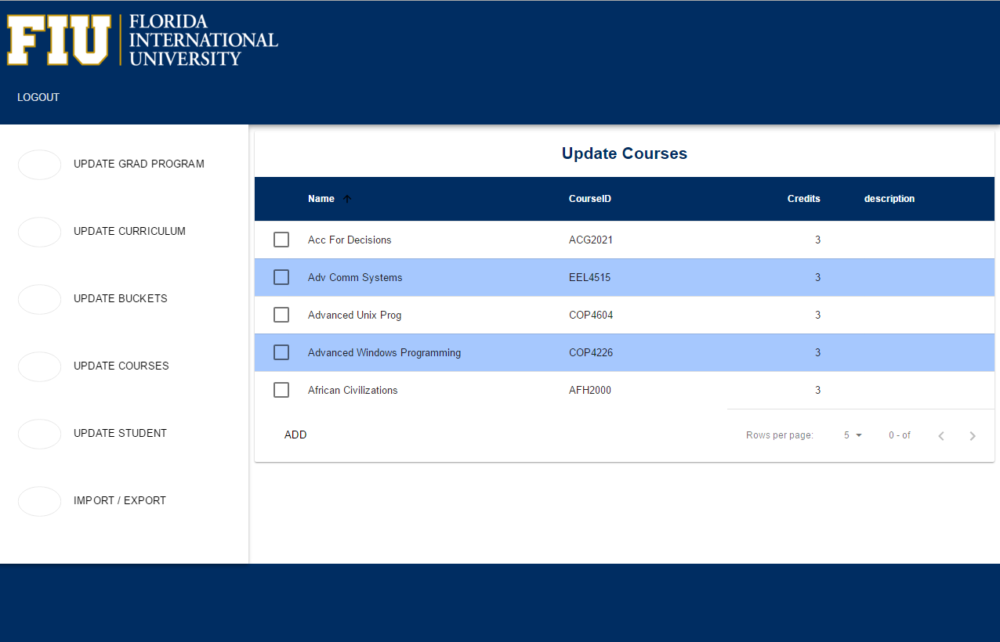 FIU
FLORIDA
INTERNATIONAL
UNIVERSITY
LOGOUT
UPDATE GRAD PROGRAM
UPDATE CURRICULUM
UPDATE BUCKETS
UPDATE COURSES
UPDATE STUDENT
IMPORT / EXPORT
Update Courses
Name CourseID Credits description
Acc For Decisions ACG2021 3
Adv Comm Systems EEL4515 3
Advanced Unix Prog COP4604 3
Advanced Windows Programming COP4226 3
African Civilizations AFH2000 3
ADD Rows per page: 5 0 - of